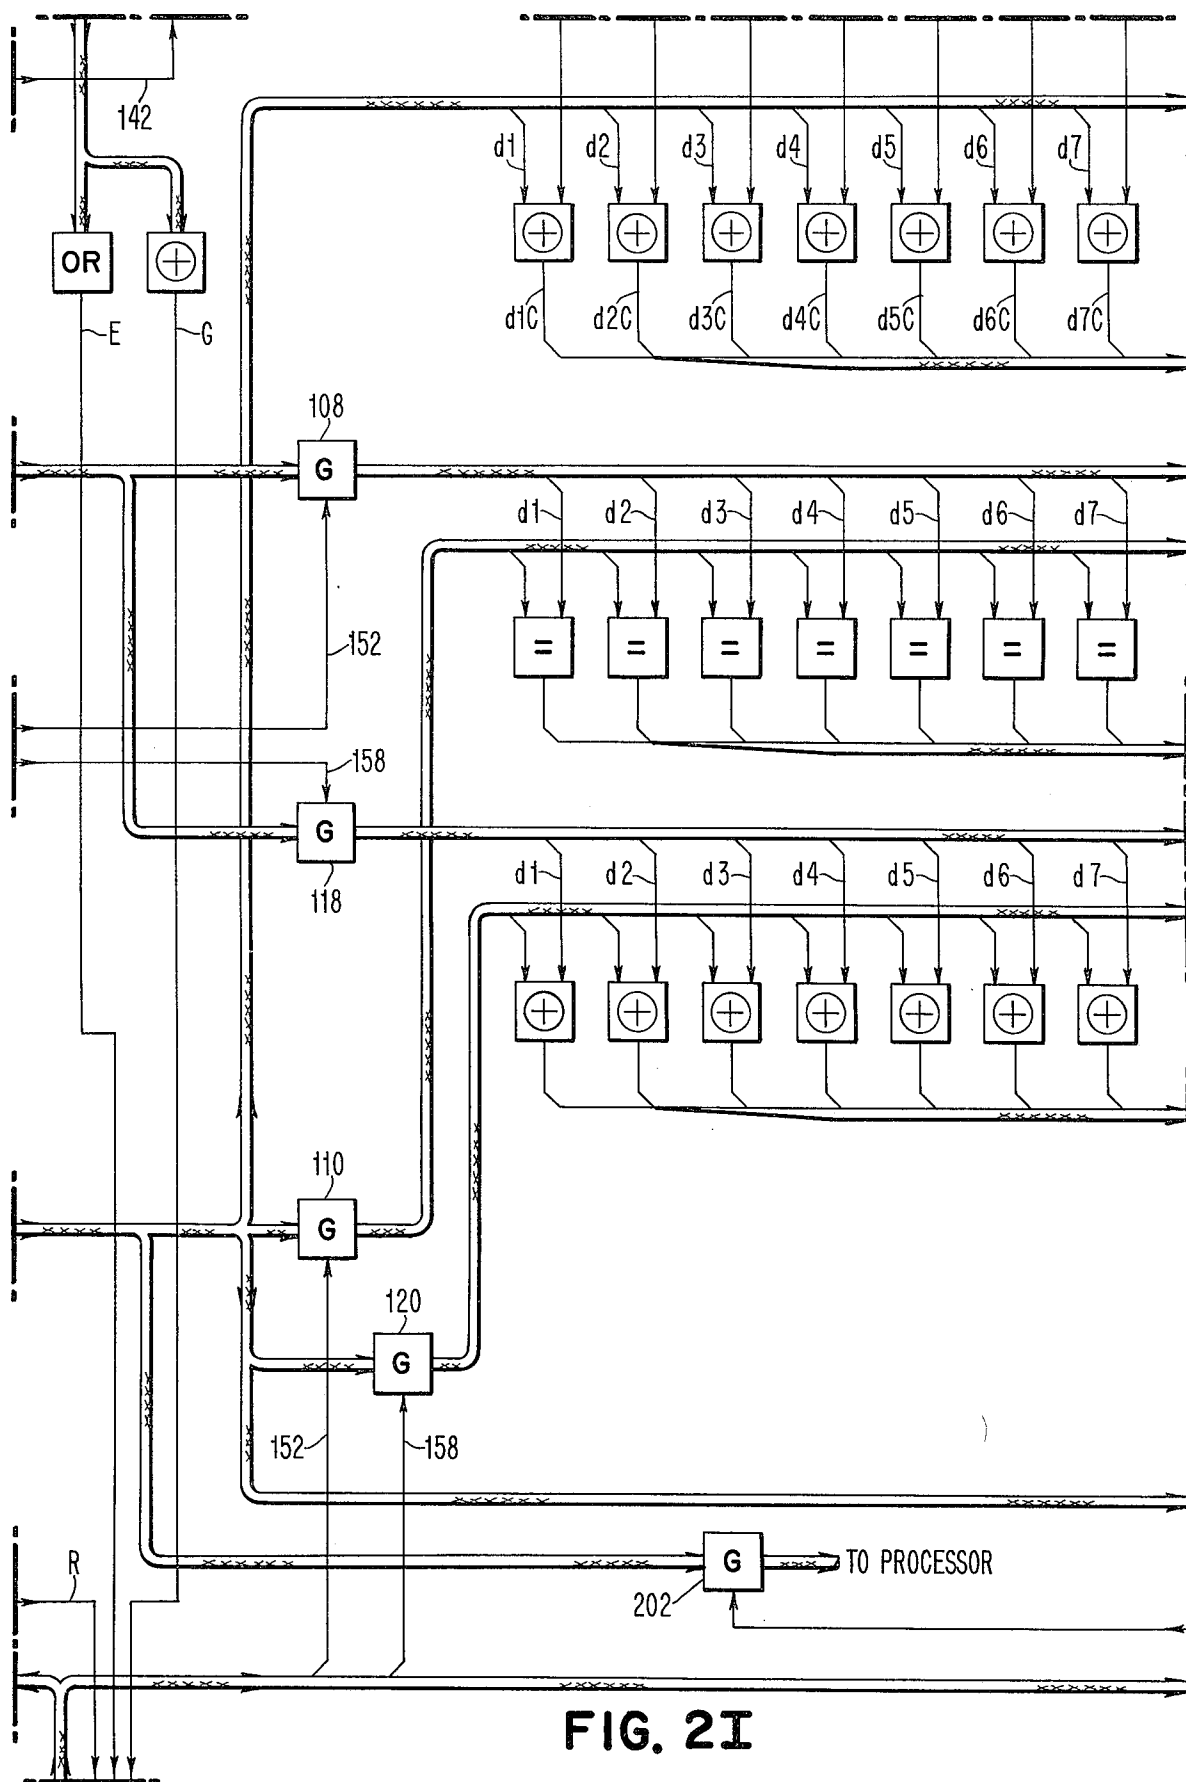 142
d1 d2 d3 d4 d5 d6 d7
OR
E G
d1C d2C d3C d4C d5C d6C d7C
108
G
d1 d2 d3 d4 d5 d6 d7
= = = = = = =
152
158
G
118
d1 d2 d3 d4 d5 d6 d7
110
G
120
G
152 158
R
G
TO PROCESSOR
202
FIG. 2I